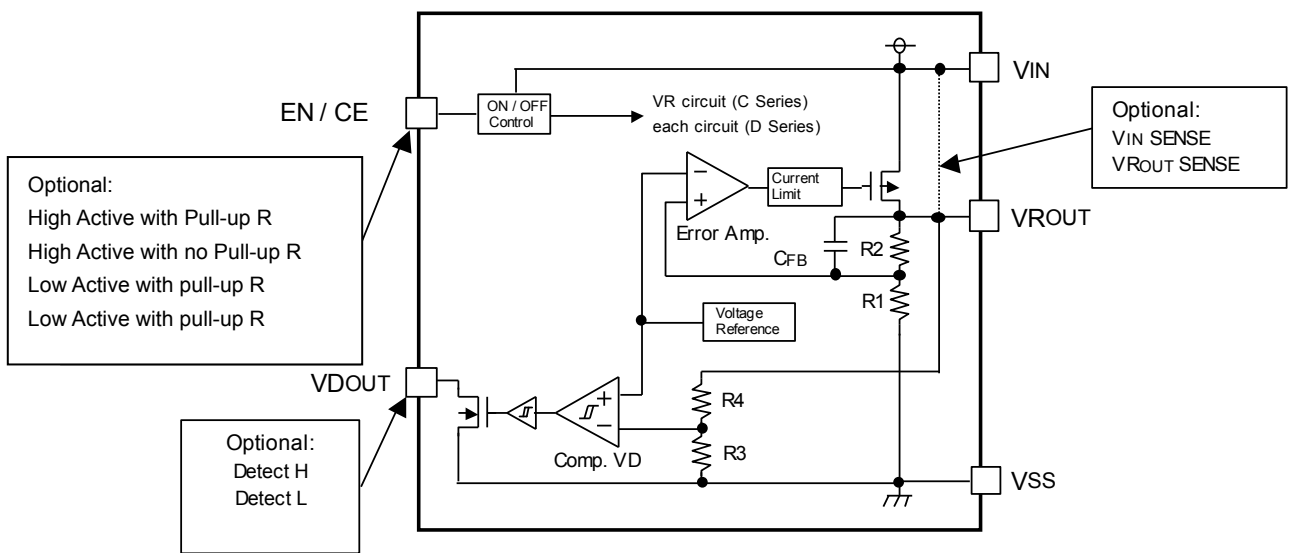 VIN
EN / CE
ON / OFF
Control
VR circuit (C Series)
each circuit (D Series)
Optional:
VIN SENSE
VROUT SENSE
Optional:
High Active with Pull-up R
High Active with no Pull-up R
Low Active with pull-up R
Low Active with pull-up R
−
+
Error Amp.
Current
Limit
VROUT
CFB
R2
R1
Voltage
Reference
VDOUT
+
−
Comp. VD
R4
R3
Optional:
Detect H
Detect L
VSS